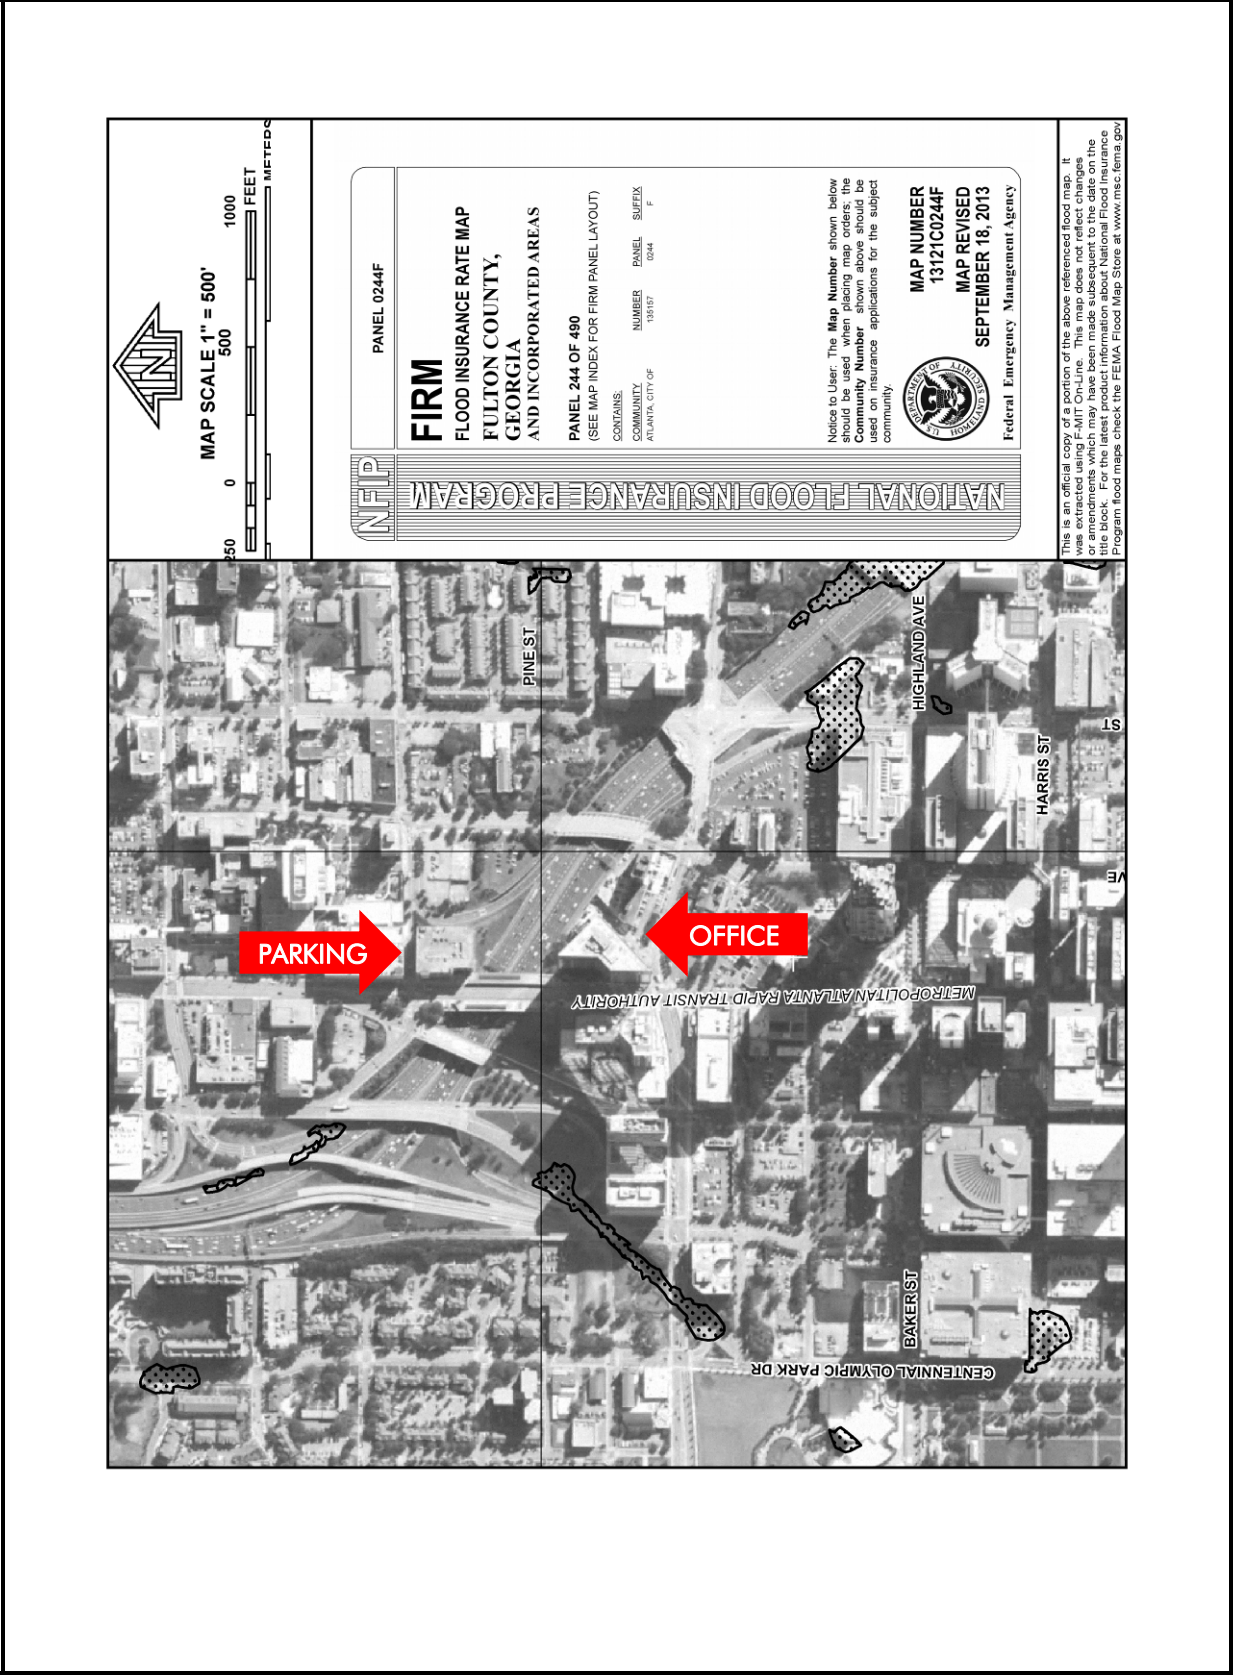 MAP SCALE 1" = 500'
250 0 500 1000
FEET
METERS
PANEL 0244F
FIRM
FLOOD INSURANCE RATE MAP
FULTON COUNTY,
GEORGIA
AND INCORPORATED AREAS
PANEL 244 OF 490
(SEE MAP INDEX FOR FIRM PANEL LAYOUT)
CONTAINS:
COMMUNITY NUMBER PANEL SUFFIX
ATLANTA, CITY OF 135157 0244 F
Notice to User: The Map Number shown below
should be used when placing map orders; the
Community Number shown above should be
used on insurance applications for the subject
community.
MAP NUMBER
13121C0244F
MAP REVISED
SEPTEMBER 18, 2013
U.S. DEPARTMENT OF HOMELAND SECURITY
Federal Emergency Management Agency
NFIP
NATIONAL FLOOD INSURANCE PROGRAM
This is an official copy of a portion of the above referenced flood map. It
was extracted using F-MIT On-Line. This map does not reflect changes
or amendments which may have been made subsequent to the date on the
title block. For the latest product information about National Flood Insurance
Program flood maps check the FEMA Flood Map Store at www.msc.fema.gov
PINE ST
HIGHLAND AVE
ST
HARRIS ST
VE
PARKING
OFFICE
METROPOLITAN ATLANTA RAPID TRANSIT AUTHORITY
BAKER ST
CENTENNIAL OLYMPIC PARK DR
N